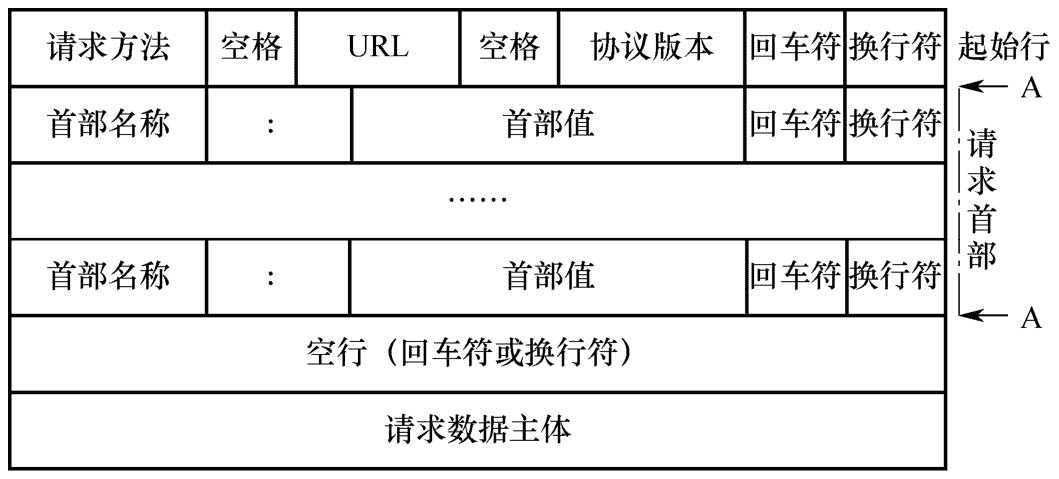 请求方法 空格 URL 空格 协议版本 回车符 换行符 起始行
A
首部名称 : 首部值 回车符 换行符
请求首部
……
首部名称 : 首部值 回车符 换行符
A
空行（回车符或换行符）
请求数据主体